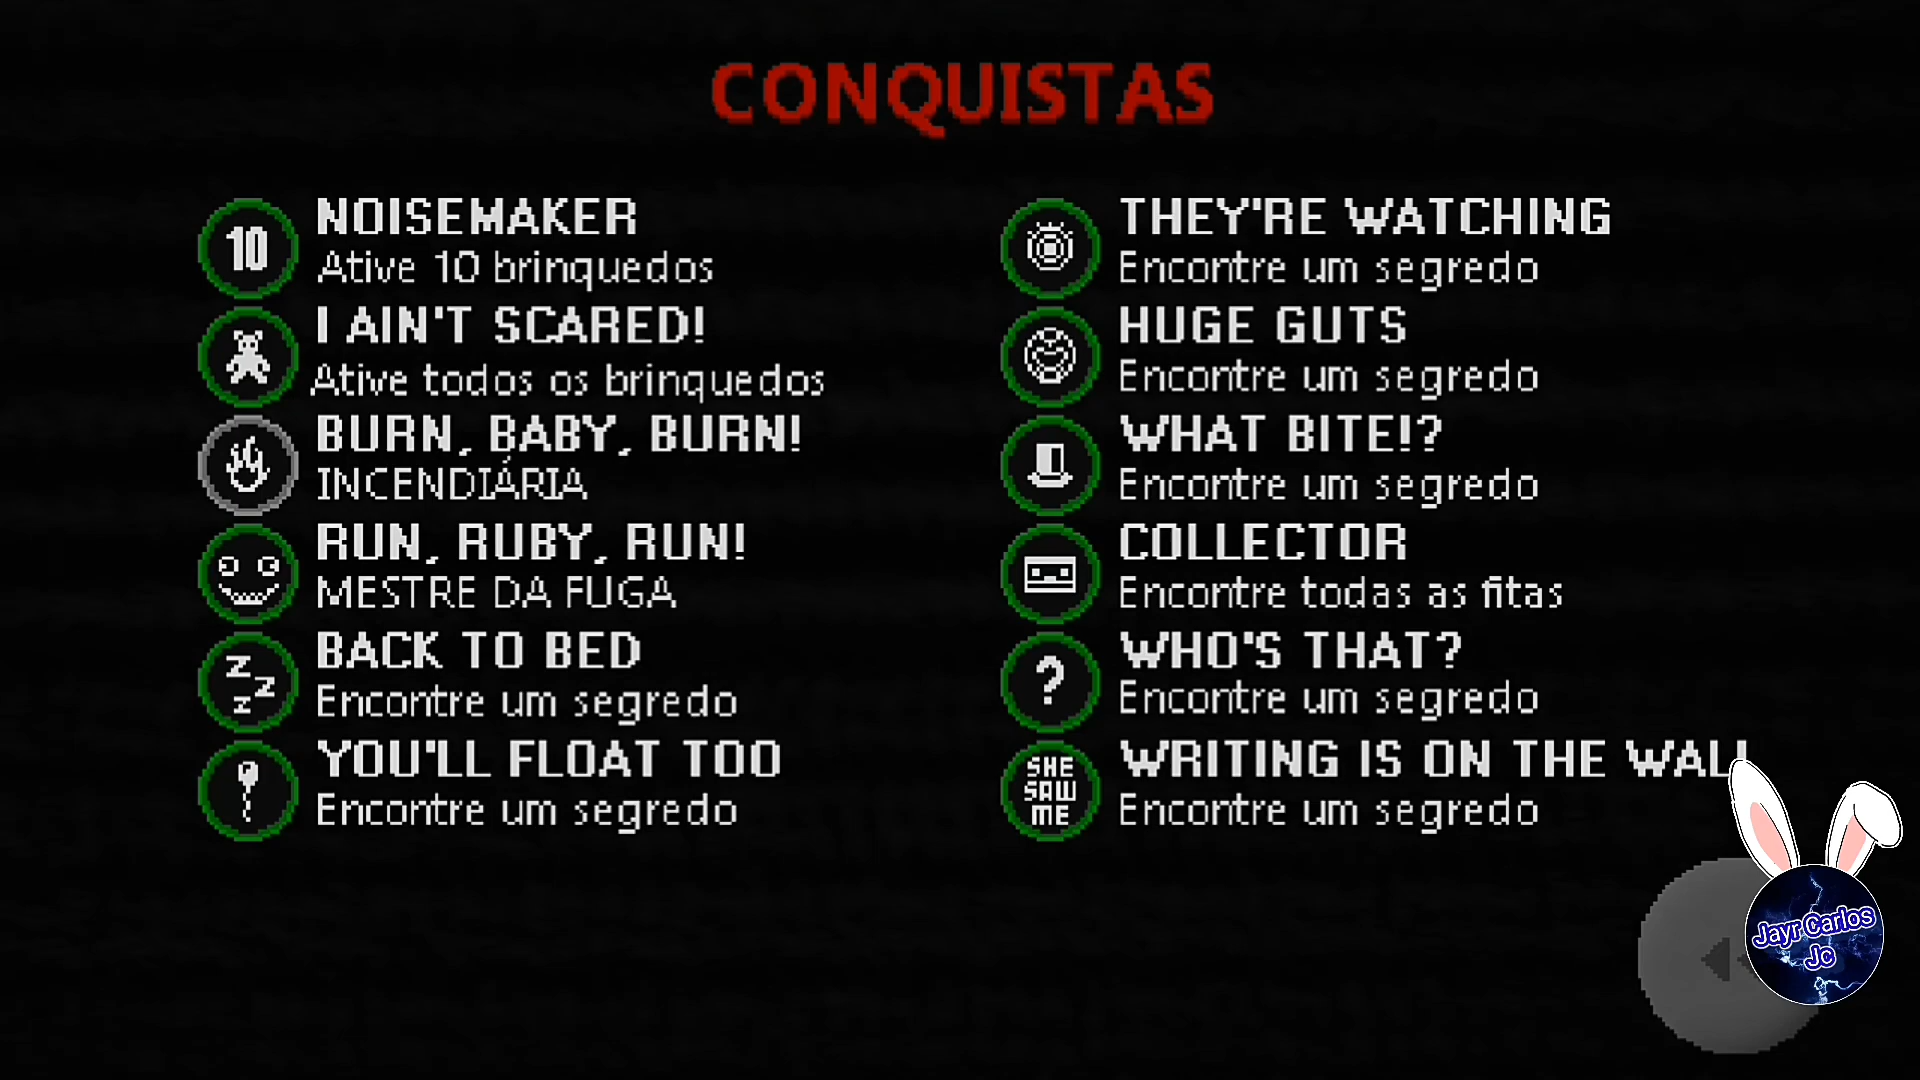 CONQUISTAS
10
NOISEMAKER
Ative 10 brinquedos
I AIN'T SCARED!
Ative todos os brinquedos
BURN, BABY, BURN!
INCENDIÁRIA
RUN, RUBY, RUN!
MESTRE DA FUGA
Z Z Z
BACK TO BED
Encontre um segredo
YOU'LL FLOAT TOO
Encontre um segredo
THEY'RE WATCHING
Encontre um segredo
HUGE GUTS
Encontre um segredo
WHAT BITE!?
Encontre um segredo
COLLECTOR
Encontre todas as fitas
?
WHO'S THAT?
Encontre um segredo
SHE
SAW
ME
WRITING IS ON THE WALL
Encontre um segredo
Jayr Carlos
Jc